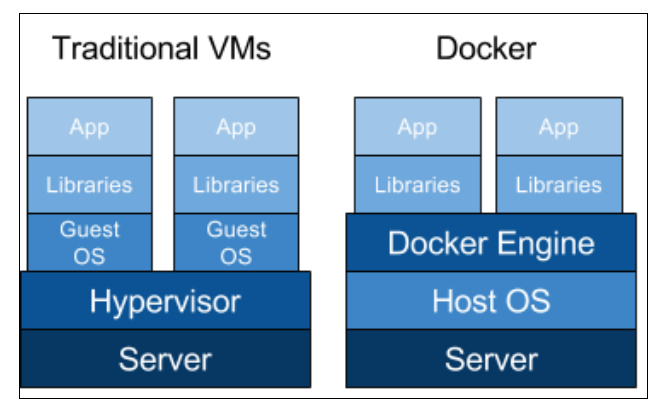 Traditional VMs
App
App
Libraries
Libraries
Guest
OS
Guest
OS
Hypervisor
Server
Docker
App
App
Libraries
Libraries
Docker Engine
Host OS
Server